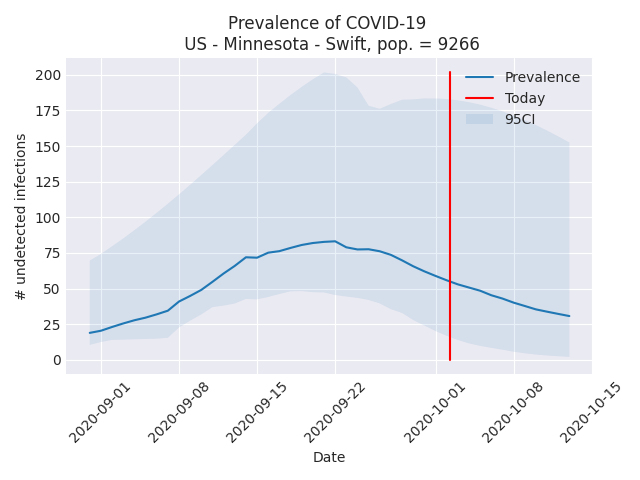 Prevalence of COVID-19
US - Minnesota - Swift, pop. = 9266
Prevalence
Today
95CI
200
175
150
125
100
75
50
25
0
# undetected infections
2020-09-01
2020-09-08
2020-09-15
2020-09-22
2020-10-01
2020-10-08
2020-10-15
Date